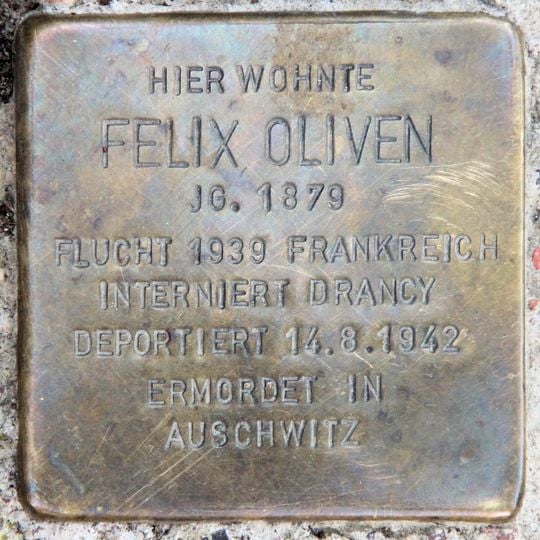 HIER WOHNTE
FELIX OLIVEN
JG. 1879
FLUCHT 1939 FRANKREICH
INTERNIERT DRANCY
DEPORTIERT 14.8.1942
ERMORDET IN
AUSCHWITZ